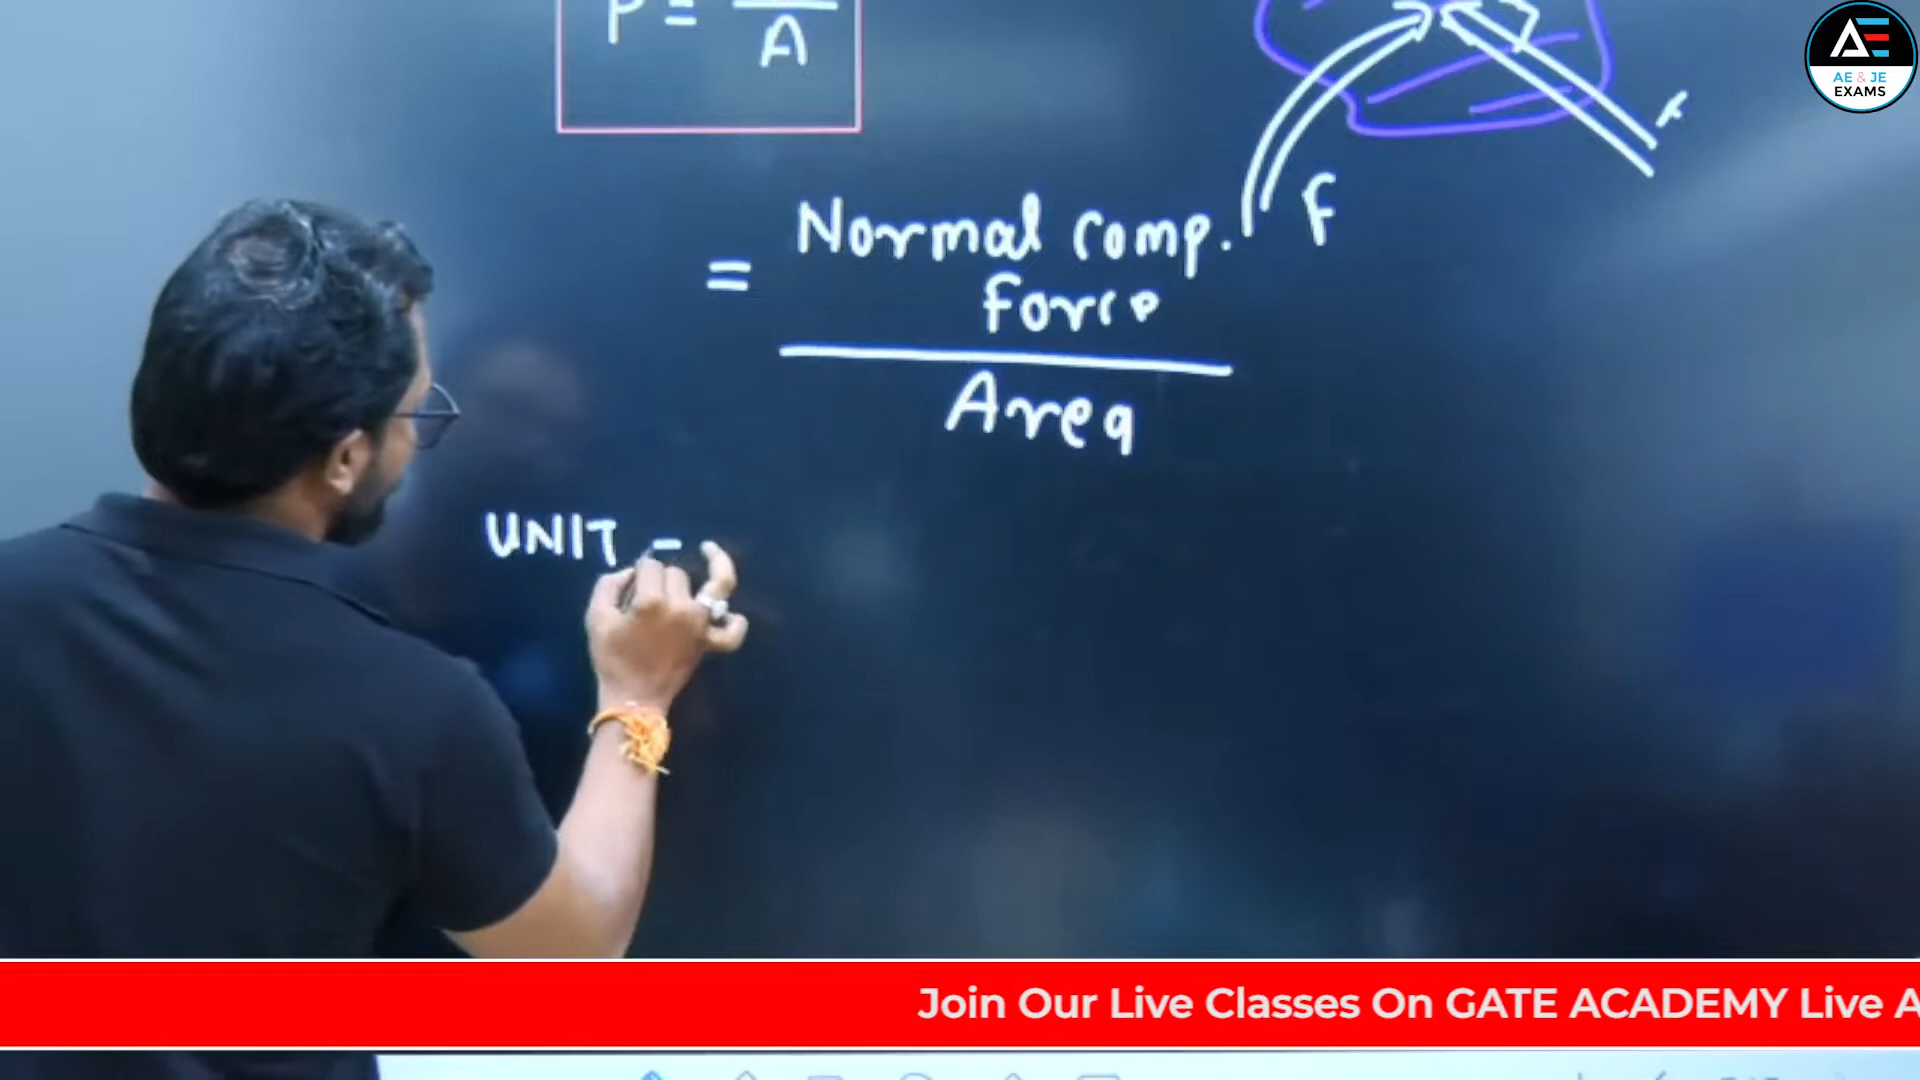 P =
A
AE & JE
EXAMS
F
= Normal comp.
Force
Area
UNIT -
Join Our Live Classes On GATE ACADEMY Live A